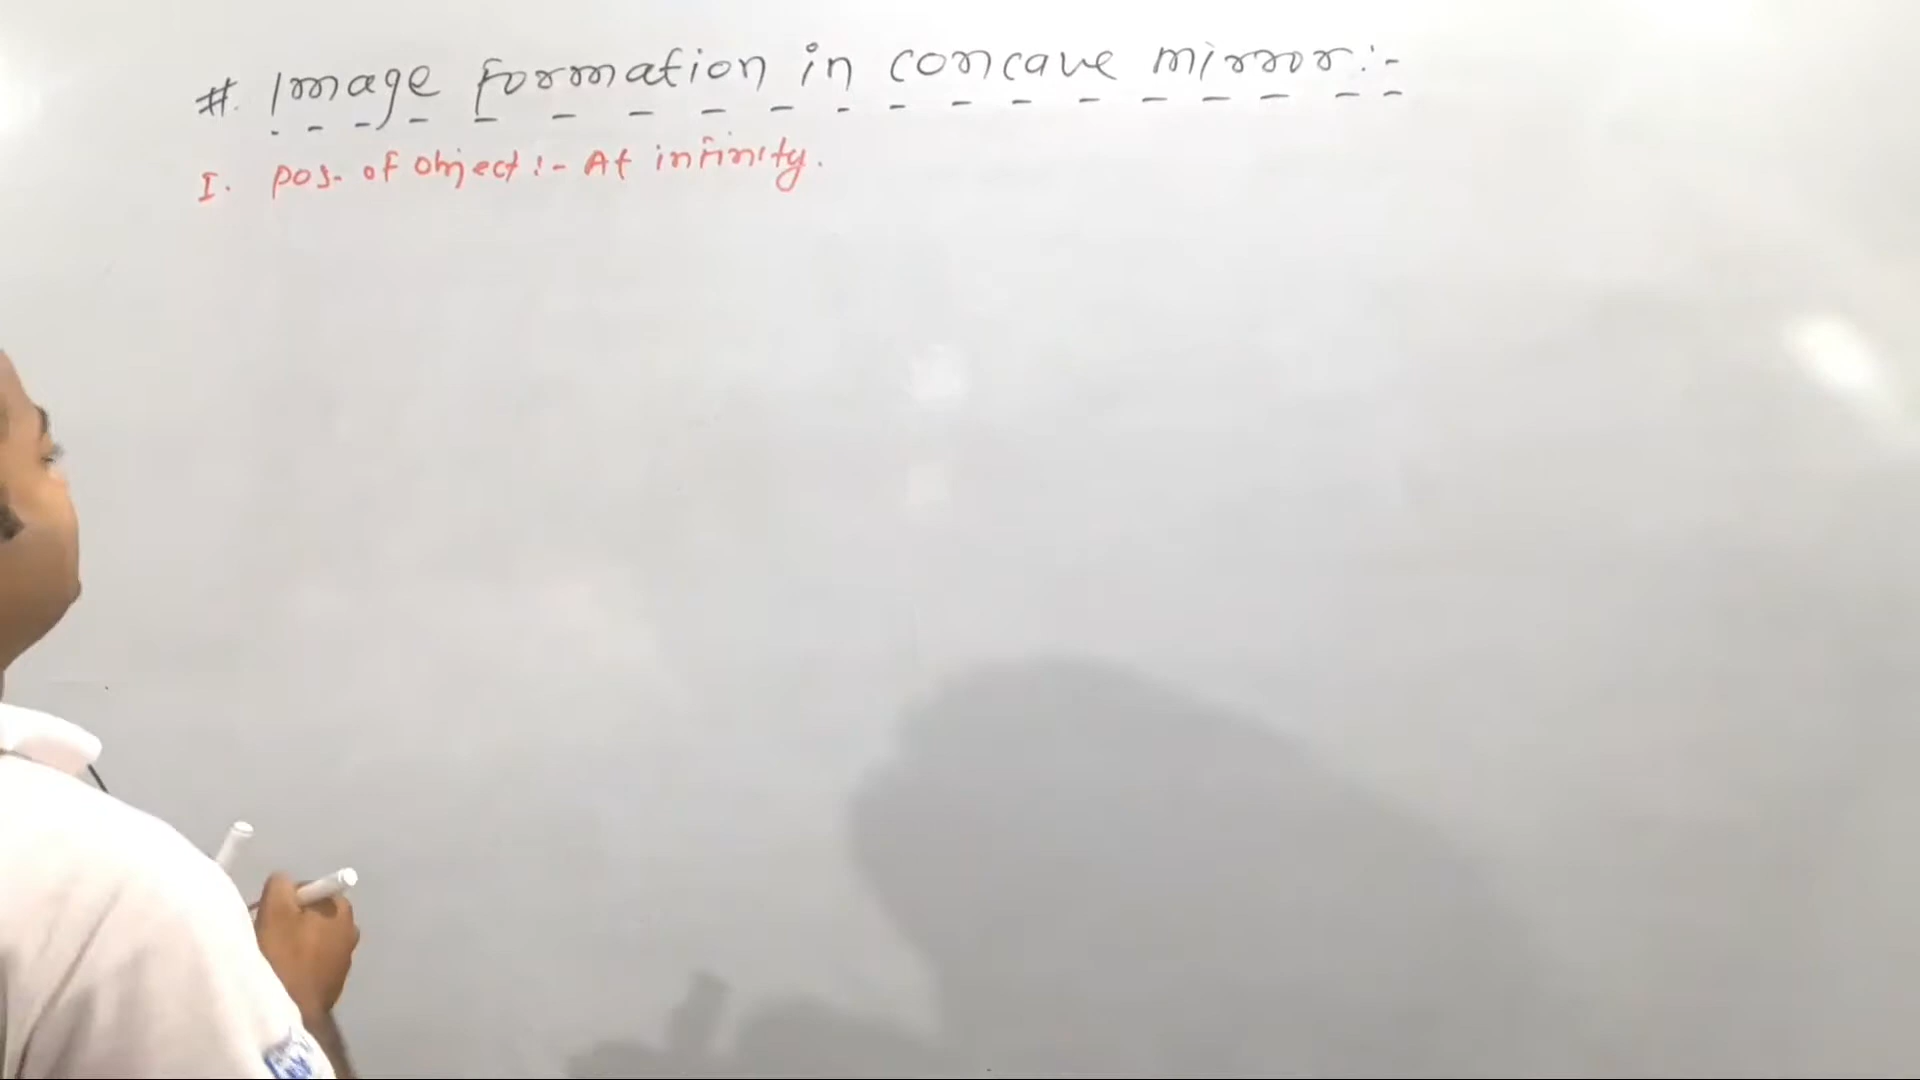 #. Image formation in concave mirror:-
I. pos. of object:- At infinity.